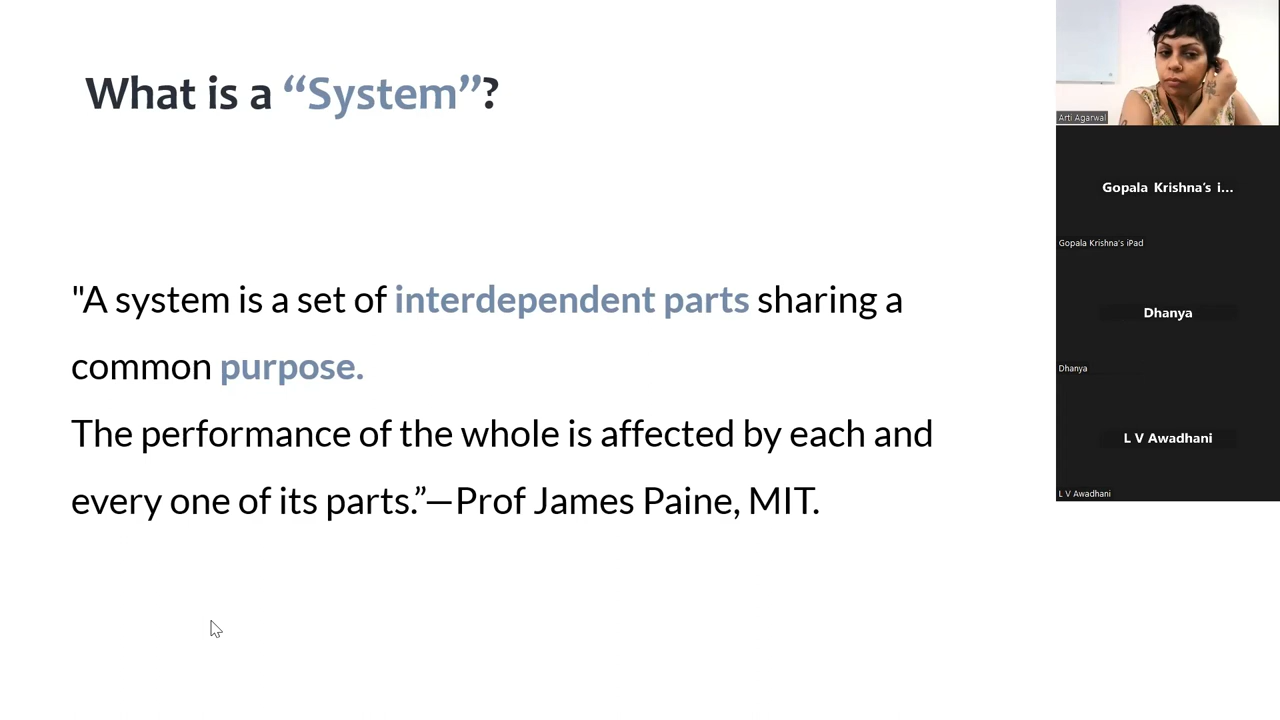 What is a “System”?
"A system is a set of interdependent parts sharing a
common purpose.
The performance of the whole is affected by each and
every one of its parts.”—Prof James Paine, MIT.
Arti Agarwal
Gopala Krishna's i...
Gopala Krishna's iPad
Dhanya
Dhanya
L V Awadhani
L V Awadhani